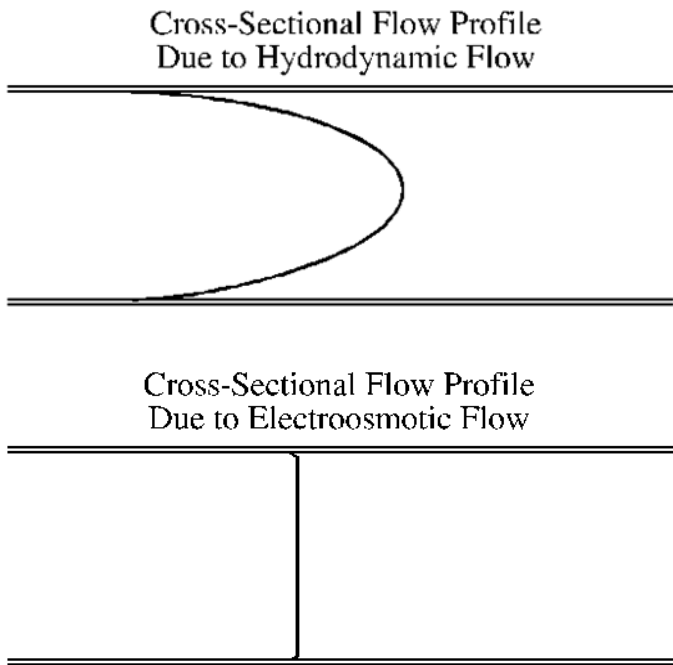 Cross-Sectional Flow Profile
Due to Hydrodynamic Flow
Cross-Sectional Flow Profile
Due to Electroosmotic Flow